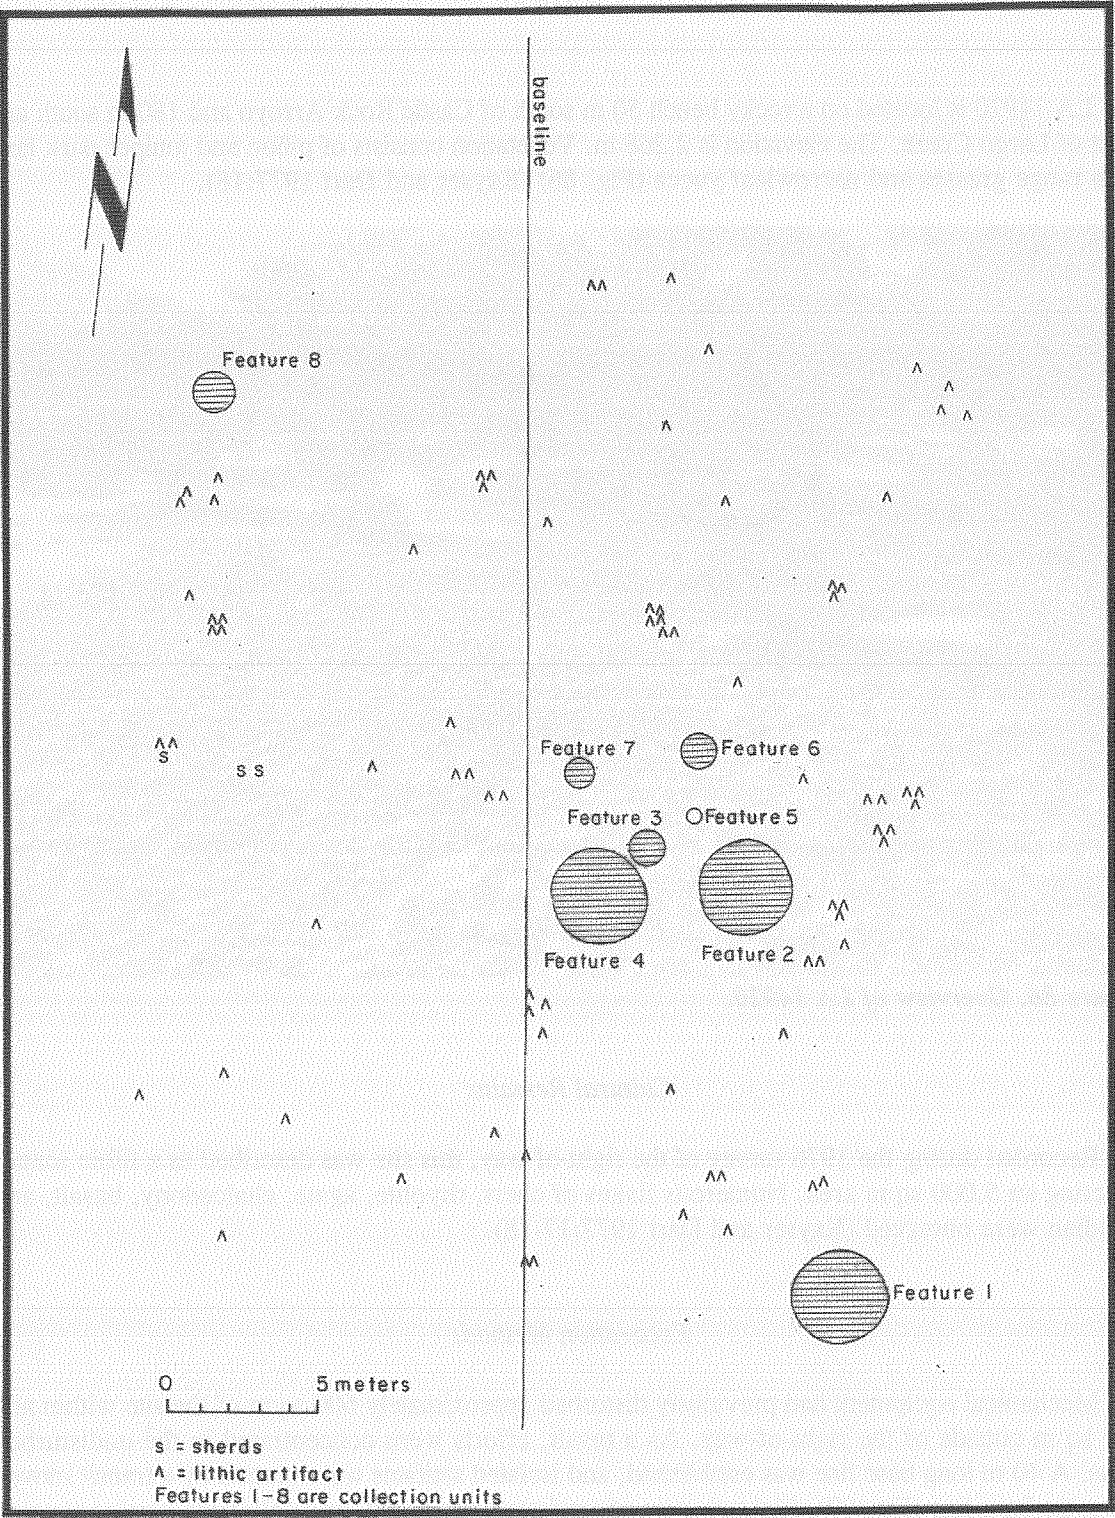 N
baseline
Feature 8
Feature 7
Feature 6
Feature 3
Feature 5
Feature 4
Feature 2
s
s s
Feature 1
0 5 meters
s = sherds
ʌ = lithic artifact
Features 1-8 are collection units